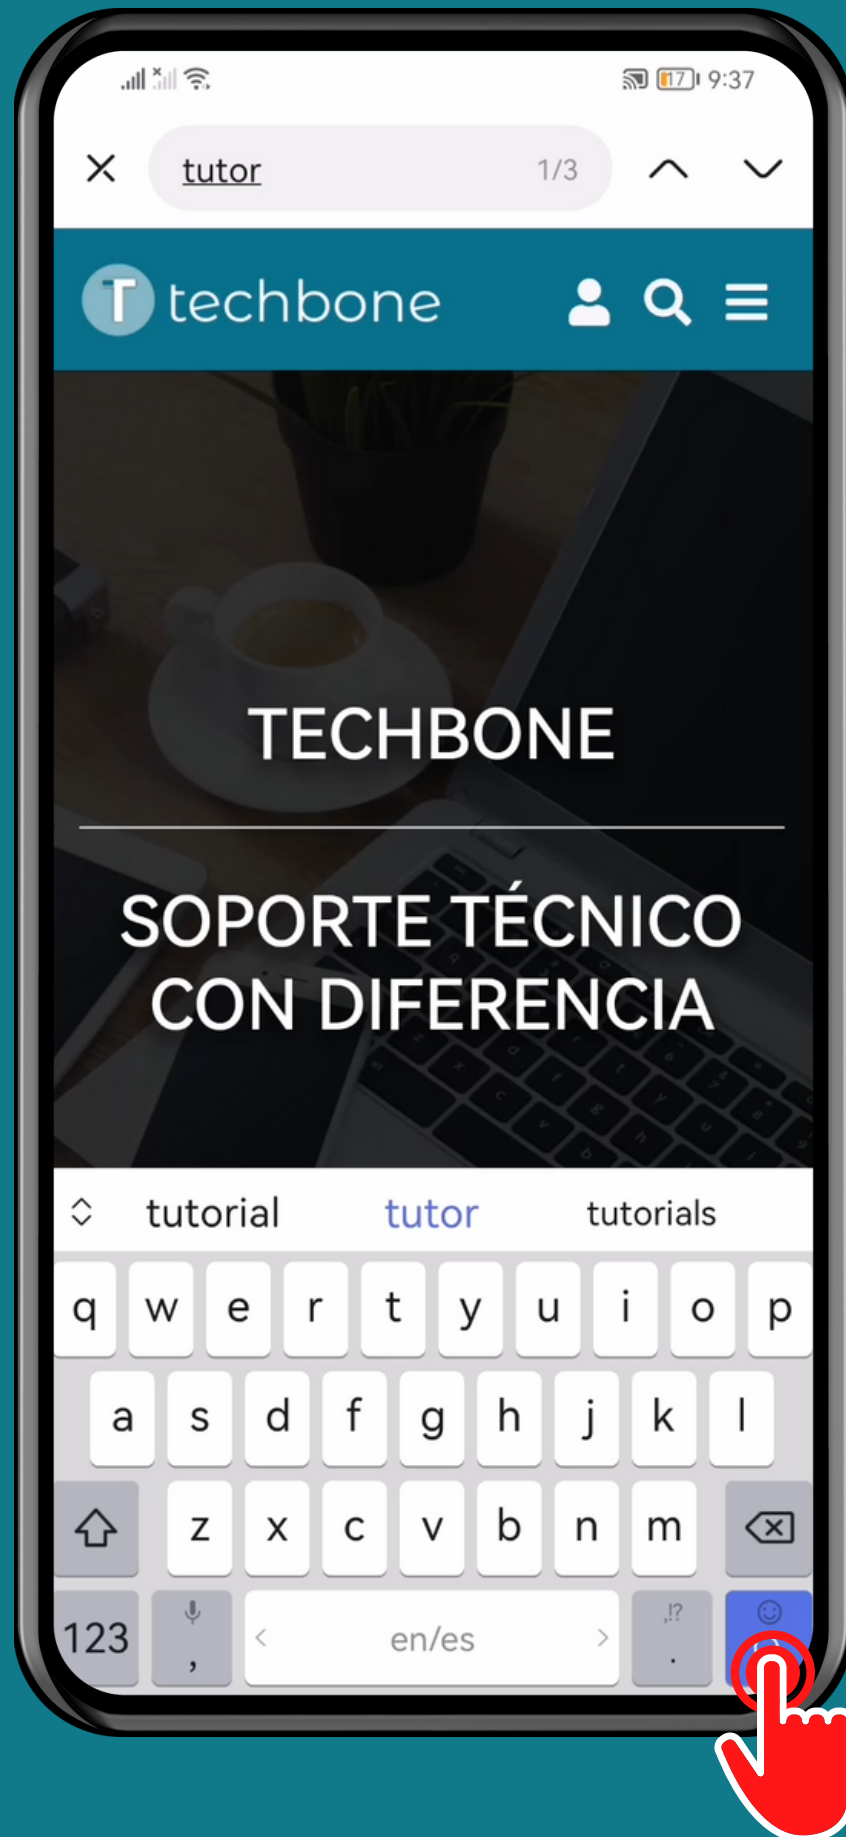 17 9:37
tutor 1/3
T techbone
TECHBONE
SOPORTE TÉCNICO
CON DIFERENCIA
tutorial tutor tutorials
q w e r t y u i o p
a s d f g h j k l
z x c v b n m
123 , < en/es > ,!? .